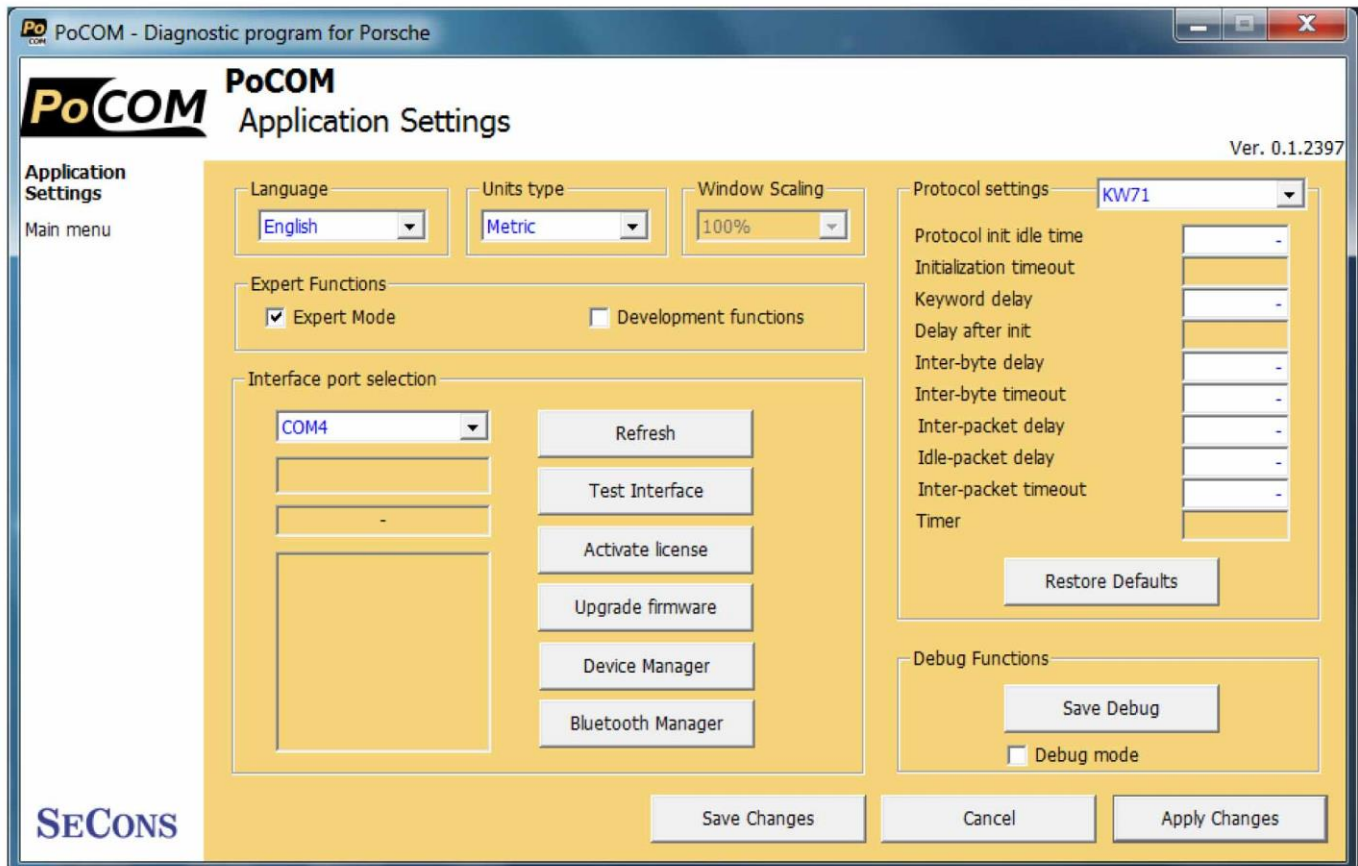 PoCOM - Diagnostic program for Porsche
PoCOM
PoCOM
Application Settings
Ver. 0.1.2397
Application
Settings
Main menu
Language
English
Units type
Metric
Window Scaling
100%
Expert Functions
Expert Mode
Development functions
Interface port selection
COM4
-
Refresh
Test Interface
Activate license
Upgrade firmware
Device Manager
Bluetooth Manager
Protocol settings
KW71
Protocol init idle time -
Initialization timeout
Keyword delay -
Delay after init
Inter-byte delay -
Inter-byte timeout -
Inter-packet delay -
Idle-packet delay -
Inter-packet timeout -
Timer
Restore Defaults
Debug Functions
Save Debug
Debug mode
SECONS
Save Changes
Cancel
Apply Changes